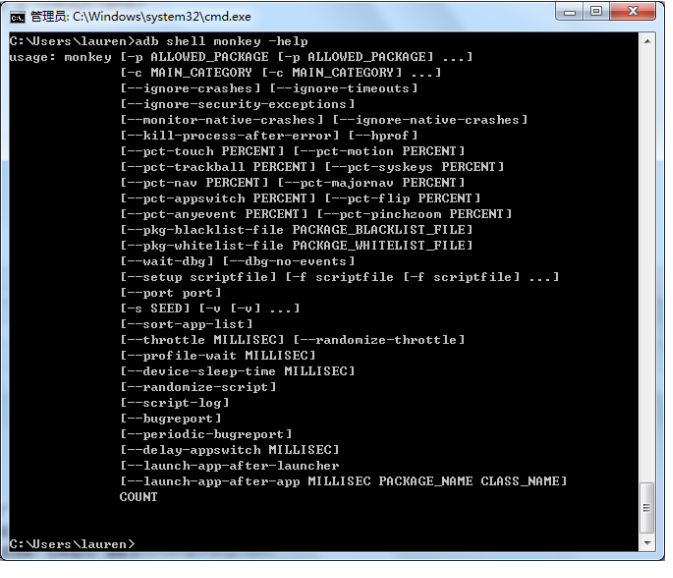 管理员: C:\Windows\system32\cmd.exe
C:\Users\lauren>adb shell monkey -help
usage: monkey [-p ALLOWED_PACKAGE [-p ALLOWED_PACKAGE] ...]
[-c MAIN_CATEGORY [-c MAIN_CATEGORY] ...]
[--ignore-crashes] [--ignore-timeouts]
[--ignore-security-exceptions]
[--monitor-native-crashes] [--ignore-native-crashes]
[--kill-process-after-error] [--hprof]
[--pct-touch PERCENT] [--pct-motion PERCENT]
[--pct-trackball PERCENT] [--pct-syskeys PERCENT]
[--pct-nav PERCENT] [--pct-majornav PERCENT]
[--pct-appswitch PERCENT] [--pct-flip PERCENT]
[--pct-anyevent PERCENT] [--pct-pinchzoom PERCENT]
[--pkg-blacklist-file PACKAGE_BLACKLIST_FILE]
[--pkg-whitelist-file PACKAGE_WHITELIST_FILE]
[--wait-dbg] [--dbg-no-events]
[--setup scriptfile] [-f scriptfile [-f scriptfile] ...]
[--port port]
[-s SEED] [-v [-v] ...]
[--sort-app-list]
[--throttle MILLISEC] [--randomize-throttle]
[--profile-wait MILLISEC]
[--device-sleep-time MILLISEC]
[--randomize-script]
[--script-log]
[--bugreport]
[--periodic-bugreport]
[--delay-appswitch MILLISEC]
[--launch-app-after-launcher
[--launch-app-after-app MILLISEC PACKAGE_NAME CLASS_NAME]
COUNT
C:\Users\lauren>